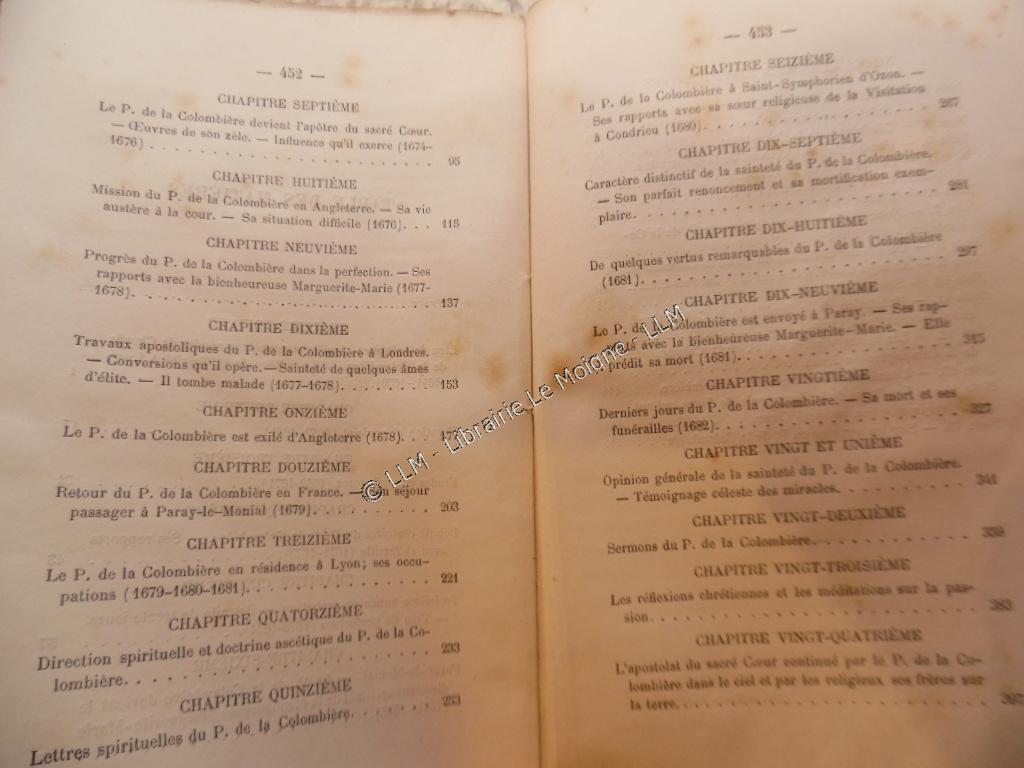 — 452 —
CHAPITRE SEPTIÈME
Le P. de la Colombière devient l'apôtre du sacré Cœur.
— Œuvres de son zèle. — Influence qu'il exerce (1674-
1676) . . . . . . . . . . . . . . . . . . . . . . . . 95
CHAPITRE HUITIÈME
Mission du P. de la Colombière en Angleterre. — Sa vie
austère à la cour. — Sa situation difficile (1676). . . 115
CHAPITRE NEUVIÈME
Progrès du P. de la Colombière dans la perfection. — Ses
rapports avec la bienheureuse Marguerite-Marie (1677-
1678). . . . . . . . . . . . . . . . . . . . . . . . 137
CHAPITRE DIXIÈME
Travaux apostoliques du P. de la Colombière à Londres.
— Conversions qu'il opère. — Sainteté de quelques âmes
d'élite. — Il tombe malade (1677-1678). . . . . . . . 153
CHAPITRE ONZIÈME
Le P. de la Colombière est exilé d'Angleterre (1678). . .
CHAPITRE DOUZIÈME
Retour du P. de la Colombière en France. — Son séjour
passager à Paray-le-Monial (1679). . . . . . . . . . 203
CHAPITRE TREIZIÈME
Le P. de la Colombière en résidence à Lyon; ses occu-
pations (1679-1680-1681). . . . . . . . . . . . . . . 221
CHAPITRE QUATORZIÈME
Direction spirituelle et doctrine ascétique du P. de la Co-
lombière. . . . . . . . . . . . . . . . . . . . . . . 233
CHAPITRE QUINZIÈME
Lettres spirituelles du P. de la Colombière. . . . . . . 253
— 453 —
CHAPITRE SEIZIÈME
Le P. de la Colombière à Saint-Symphorien d'Ozon. —
Ses rapports avec sa sœur religieuse de la Visitation
à Condrieu (1680). . . . . . . . . . . . . . . . . . 267
CHAPITRE DIX-SEPTIÈME
Caractère distinctif de la sainteté du P. de la Colombière.
— Son parfait renoncement et sa mortification exem-
plaire. . . . . . . . . . . . . . . . . . . . . . . . 281
CHAPITRE DIX-HUITIÈME
De quelques vertus remarquables du P. de la Colombière
(1681). . . . . . . . . . . . . . . . . . . . . . . . 297
CHAPITRE DIX-NEUVIÈME
Le P. de la Colombière est envoyé à Paray. — Ses rap-
ports avec la bienheureuse Marguerite-Marie. — Elle
prédit sa mort (1681). . . . . . . . . . . . . . . . 315
CHAPITRE VINGTIÈME
Derniers jours du P. de la Colombière. — Sa mort et ses
funérailles (1682). . . . . . . . . . . . . . . . . . 327
CHAPITRE VINGT ET UNIÈME
Opinion générale de la sainteté du P. de la Colombière.
— Témoignage céleste des miracles. . . . . . . . . . 341
CHAPITRE VINGT-DEUXIÈME
Sermons du P. de la Colombière. . . . . . . . . . . . 359
CHAPITRE VINGT-TROISIÈME
Les réflexions chrétiennes et les méditations sur la pas-
sion. . . . . . . . . . . . . . . . . . . . . . . . . 383
CHAPITRE VINGT-QUATRIÈME
L'apostolat du sacré Cœur continué par le P. de la Co-
lombière dans le ciel et par les religieux ses frères sur
la terre. . . . . . . . . . . . . . . . . . . . . . .
© LLM - Librairie Le Moigne - LLM